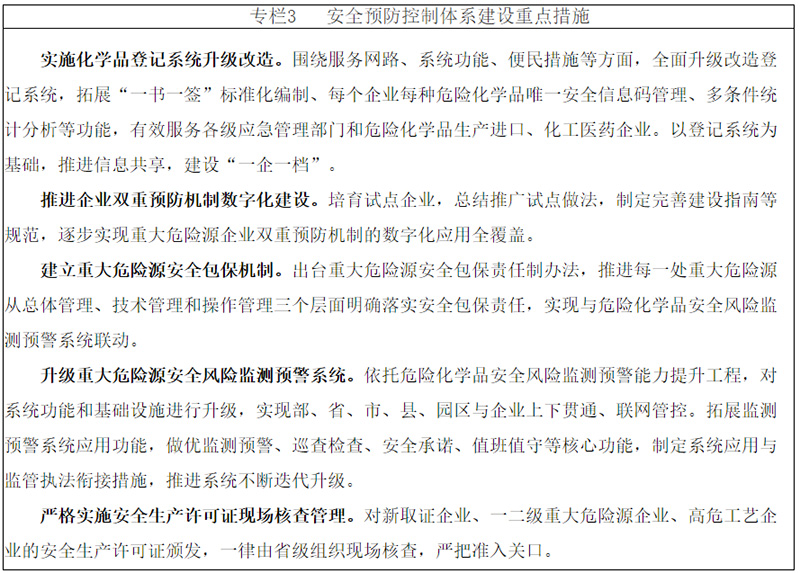 专栏3 安全预防控制体系建设重点措施
实施化学品登记系统升级改造。围绕服务网路、系统功能、便民措施等方面，全面升级改造登
记系统，拓展“一书一签”标准化编制、每个企业每种危险化学品唯一安全信息码管理、多条件统
计分析等功能，有效服务各级应急管理部门和危险化学品生产进口、化工医药企业。以登记系统为
基础，推进信息共享，建设“一企一档”。
推进企业双重预防机制数字化建设。培育试点企业，总结推广试点做法，制定完善建设指南等
规范，逐步实现重大危险源企业双重预防机制的数字化应用全覆盖。
建立重大危险源安全包保机制。出台重大危险源安全包保责任制办法，推进每一处重大危险源
从总体管理、技术管理和操作管理三个层面明确落实安全包保责任，实现与危险化学品安全风险监
测预警系统联动。
升级重大危险源安全风险监测预警系统。依托危险化学品安全风险监测预警能力提升工程，对
系统功能和基础设施进行升级，实现部、省、市、县、园区与企业上下贯通、联网管控。拓展监测
预警系统应用功能，做优监测预警、巡查检查、安全承诺、值班值守等核心功能，制定系统应用与
监管执法衔接措施，推进系统不断迭代升级。
严格实施安全生产许可证现场核查管理。对新取证企业、一二级重大危险源企业、高危工艺企
业的安全生产许可证颁发，一律由省级组织现场核查，严把准入关口。